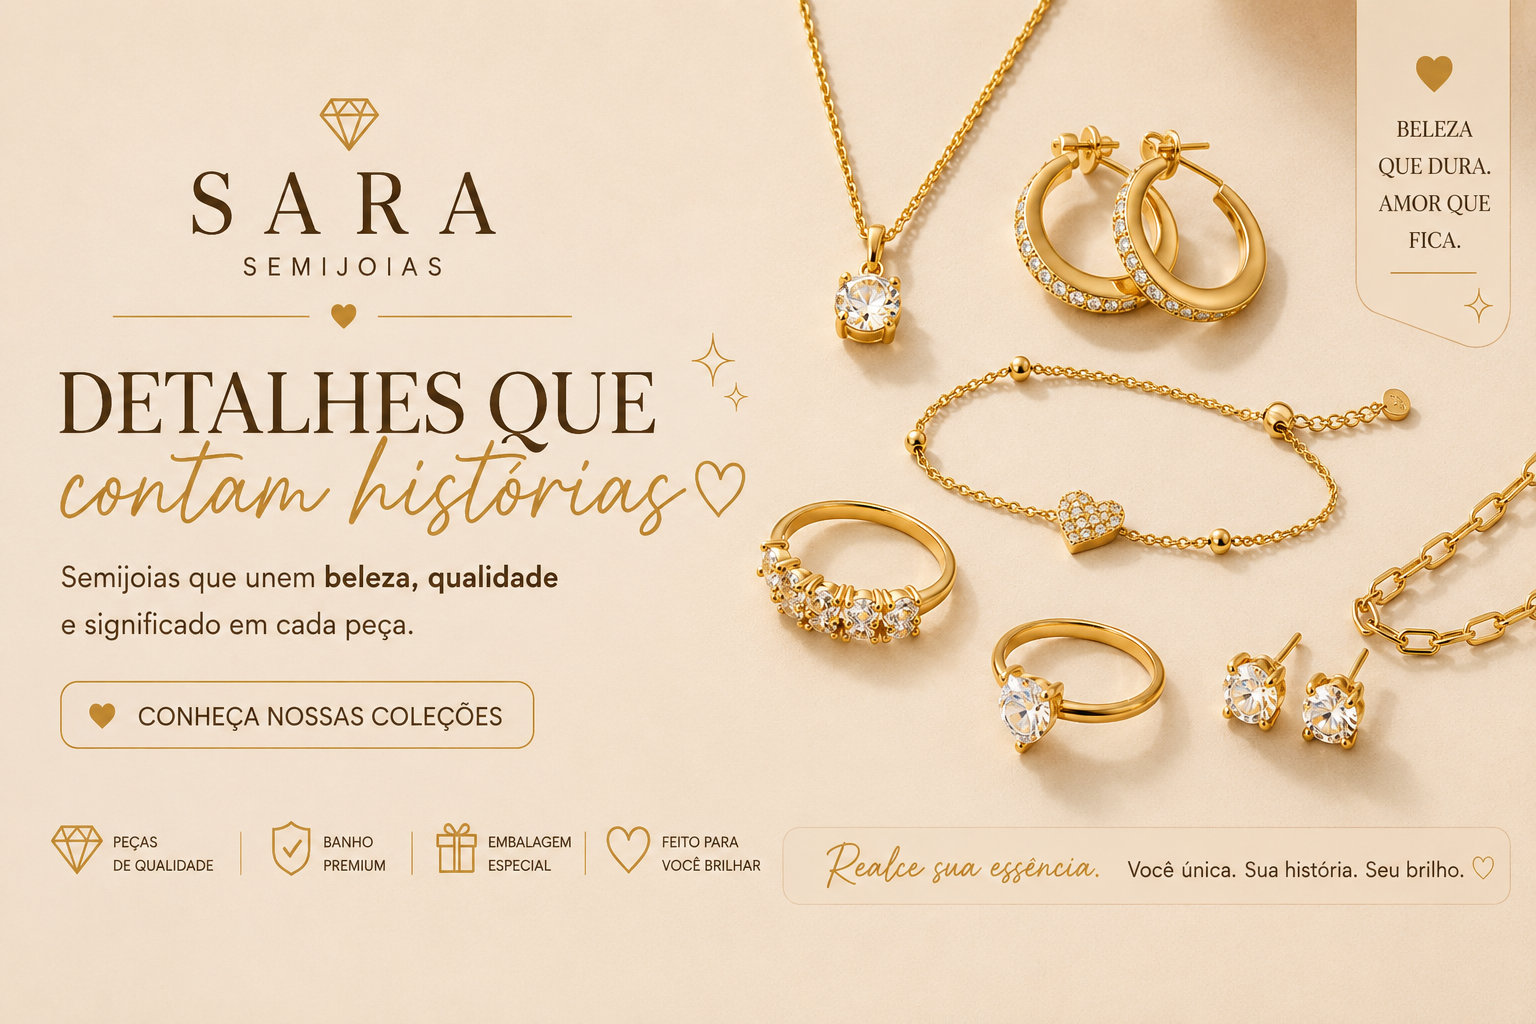 SARA
SEMIJOIAS
DETALHES QUE
contam histórias
Semijoias que unem beleza, qualidade
e significado em cada peça.
CONHEÇA NOSSAS COLEÇÕES
PEÇAS
DE QUALIDADE
BANHO
PREMIUM
EMBALAGEM
ESPECIAL
FEITO PARA
VOCÊ BRILHAR
BELEZA
QUE DURA.
AMOR QUE
FICA.
Realce sua essência. Você única. Sua história. Seu brilho.